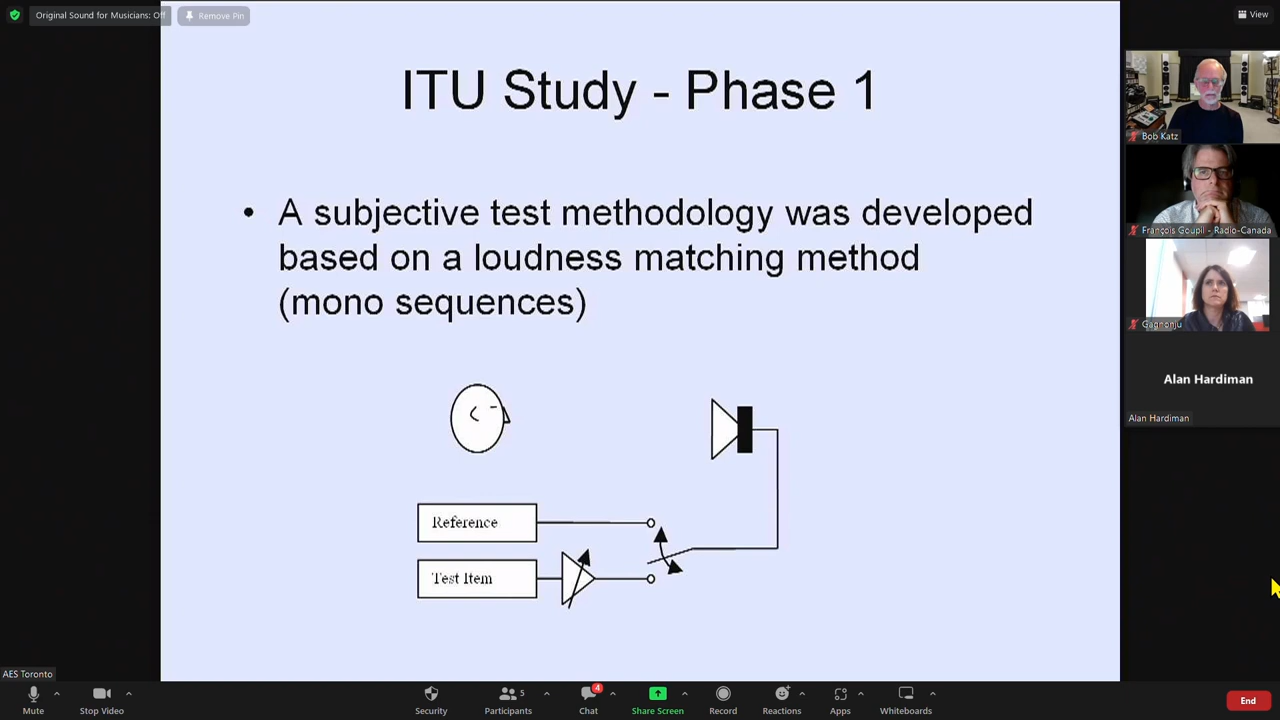 Original Sound for Musicians: Off
Remove Pin
View
ITU Study - Phase 1
• A subjective test methodology was developed
based on a loudness matching method
(mono sequences)
Reference
Test Item
Bob Katz
François Goupil - Radio-Canada
Gagnonju
Alan Hardiman
Alan Hardiman
AES Toronto
Mute
Stop Video
Security
Participants
5
Chat
4
Share Screen
Record
Reactions
Apps
Whiteboards
End